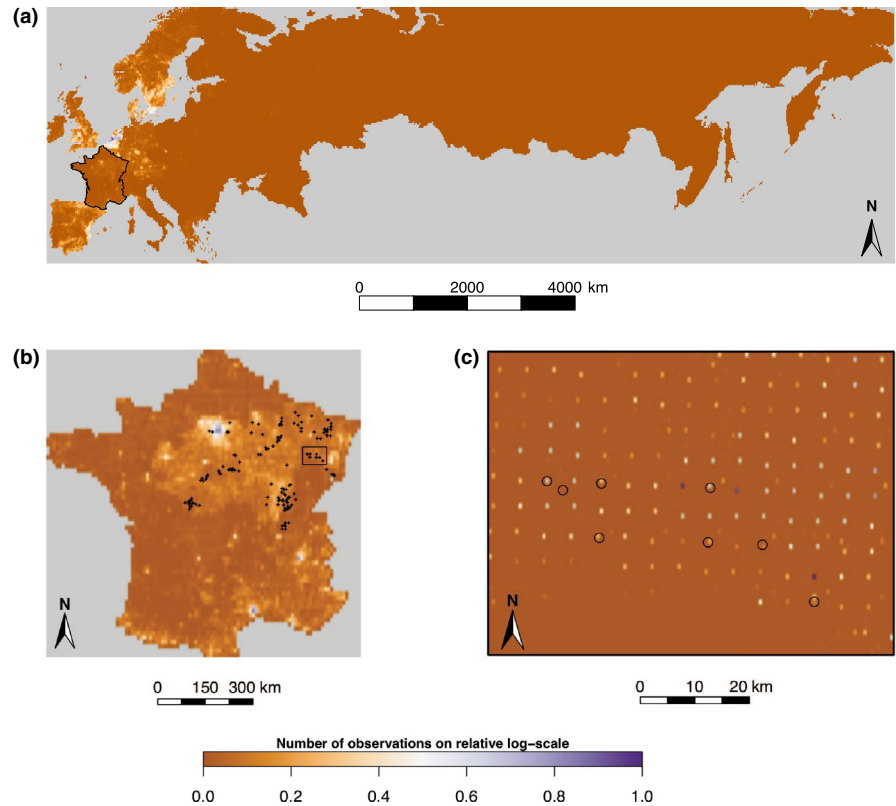 (a)
N
0 2000 4000 km
(b)
(c)
N
N
0 150 300 km
0 10 20 km
Number of observations on relative log−scale
0.0 0.2 0.4 0.6 0.8 1.0